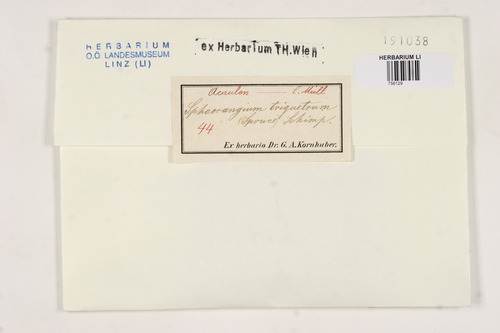 HERBARIUM
O.Ö. LANDESMUSEUM
LINZ (LI)
ex Herbarium TH.Wien
191038
HERBARIUM LI
Acaulon — C. Müll
Sphaerangium triquetrum
(Spruce) Schimp.
44
Ex herbario Dr. G. A. Kornhuber.